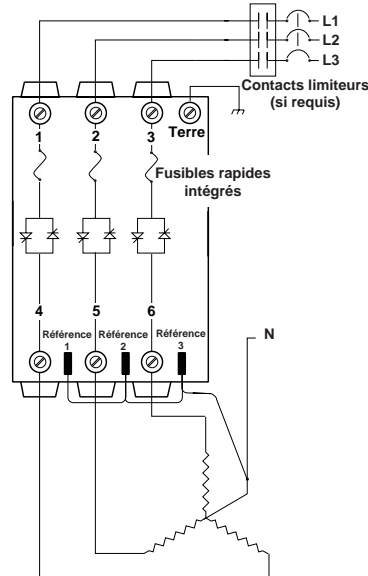 L1
L2
L3
Contacts limiteurs
(si requis)
1
2
3
Terre
Fusibles rapides
intégrés
4
5
6
Référence
1
Référence
2
Référence
3
N